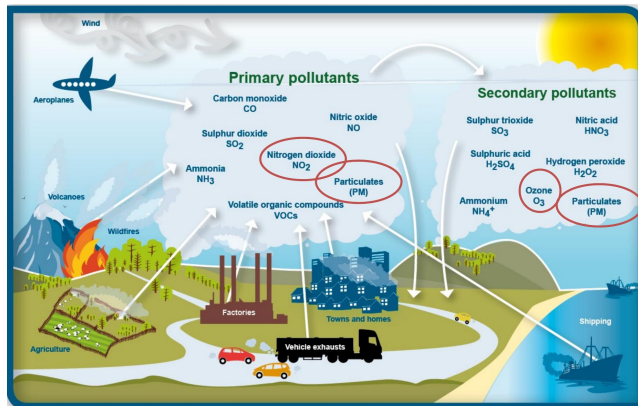 Wind
Aeroplanes
Primary pollutants
Carbon monoxide
CO
Nitric oxide
NO
Sulphur dioxide
SO2
Nitrogen dioxide
NO2
Ammonia
NH3
Particulates
(PM)
Volatile organic compounds
VOCs
Secondary pollutants
Sulphur trioxide
SO3
Nitric acid
HNO3
Sulphuric acid
H2SO4
Hydrogen peroxide
H2O2
Ozone
O3
Ammonium
NH4+
Particulates
(PM)
Volcanoes
Wildfires
Agriculture
Factories
Towns and homes
Vehicle exhausts
Shipping